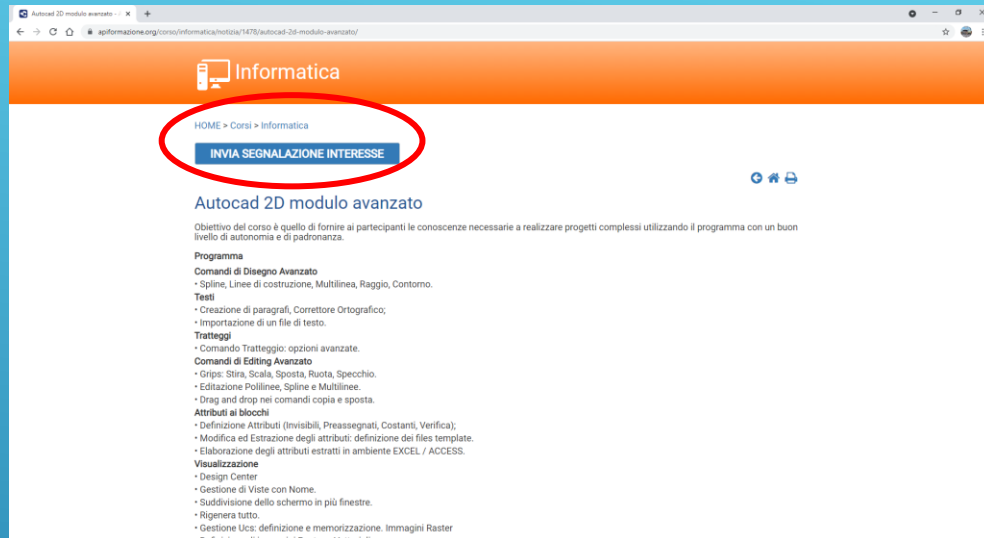 Autocad 2D modulo avanzato -
apiformazione.org/corso/informatica/notizia/1478/autocad-2d-modulo-avanzato/
Informatica
HOME > Corsi > Informatica
INVIA SEGNALAZIONE INTERESSE
Autocad 2D modulo avanzato
Obiettivo del corso è quello di fornire ai partecipanti le conoscenze necessarie a realizzare progetti complessi utilizzando il programma con un buon
livello di autonomia e di padronanza.
Programma
Comandi di Disegno Avanzato
• Spline, Linee di costruzione, Multilinea, Raggio, Contorno.
Testi
• Creazione di paragrafi, Correttore Ortografico;
• Importazione di un file di testo.
Tratteggi
• Comando Tratteggio: opzioni avanzate.
Comandi di Editing Avanzato
• Grips: Stira, Scala, Sposta, Ruota, Specchio.
• Editazione Polilinee, Spline e Multilinee.
• Drag and drop nei comandi copia e sposta.
Attributi ai blocchi
• Definizione Attributi (Invisibili, Preassegnati, Costanti, Verifica);
• Modifica ed Estrazione degli attributi: definizione dei files template.
• Elaborazione degli attributi estratti in ambiente EXCEL / ACCESS.
Visualizzazione
• Design Center
• Gestione di Viste con Nome.
• Suddivisione dello schermo in più finestre.
• Rigenera tutto.
• Gestione Ucs: definizione e memorizzazione. Immagini Raster